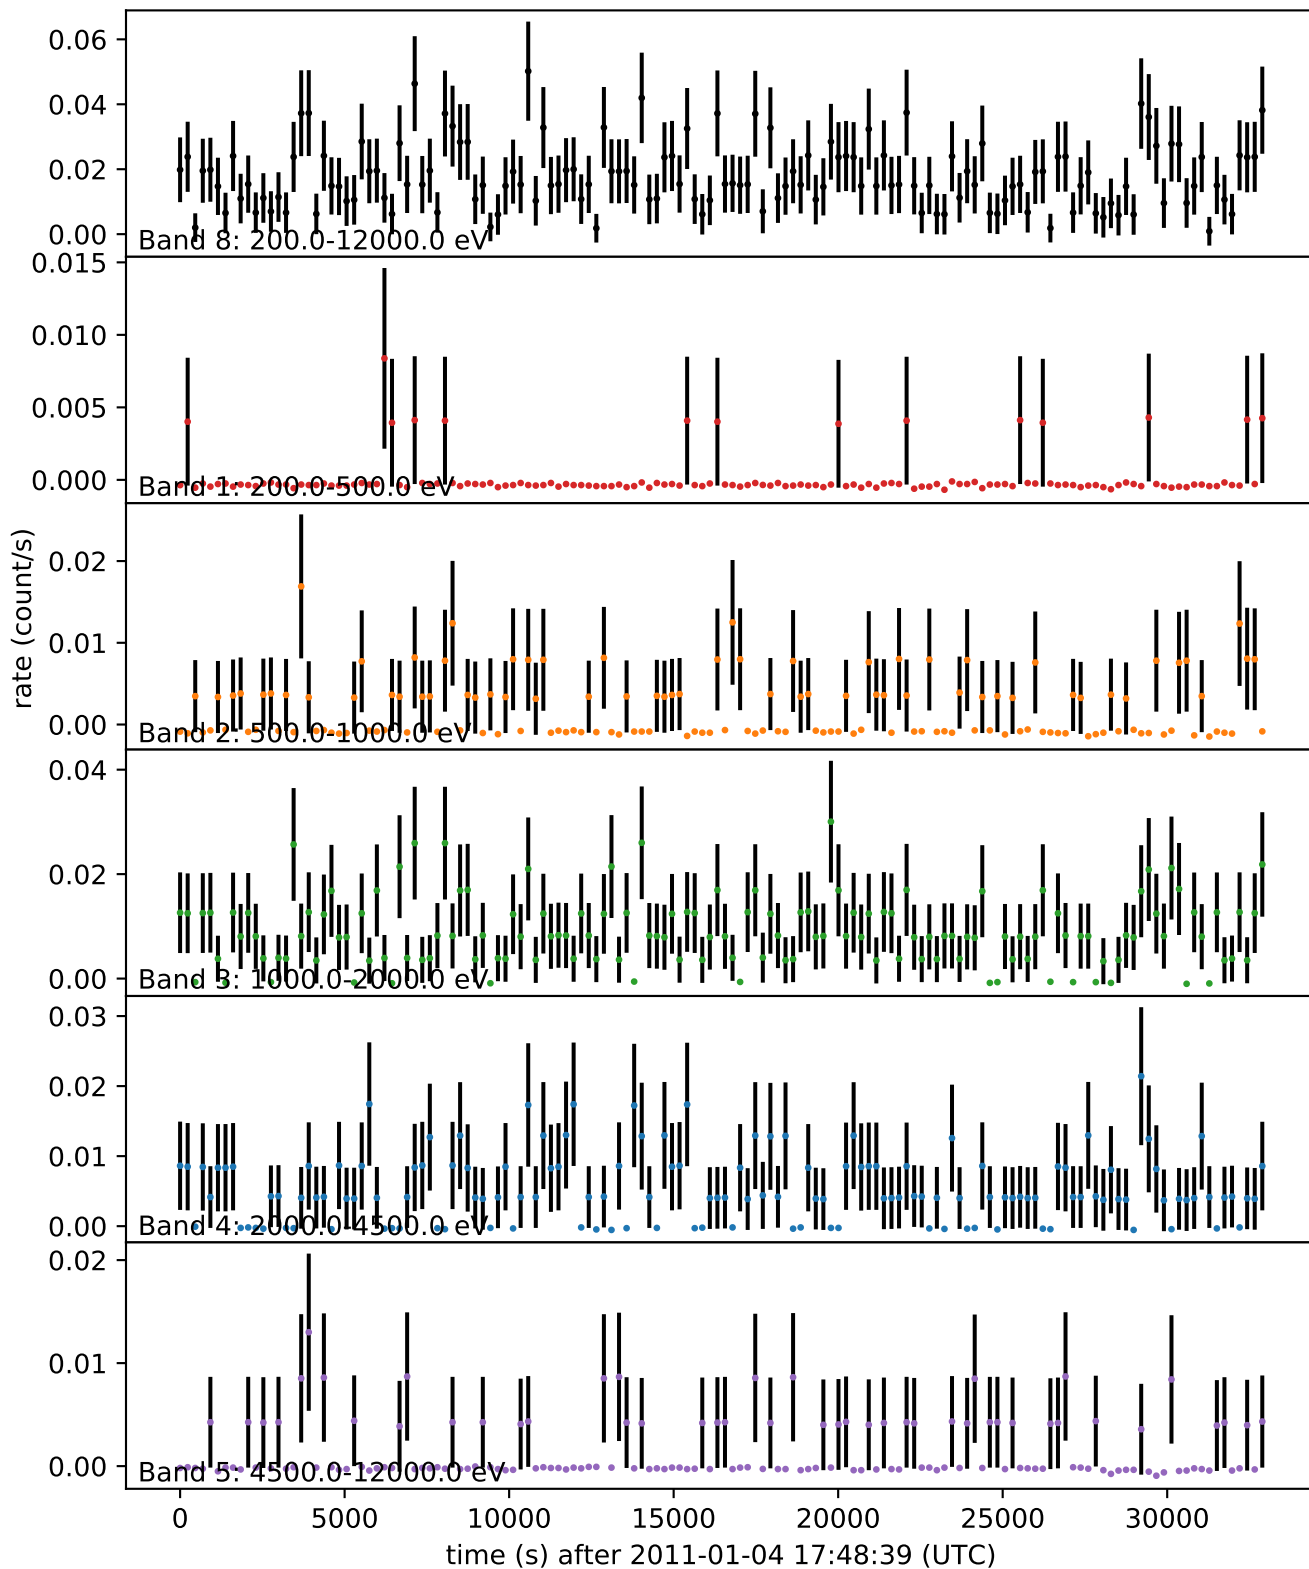 0.06
0.04
0.02
0.00
Band 8: 200.0-12000.0 eV
0.015
0.010
0.005
0.000
Band 1: 200.0-500.0 eV
rate (count/s)
0.02
0.01
0.00
Band 2: 500.0-1000.0 eV
0.04
0.02
0.00
Band 3: 1000.0-2000.0 eV
0.03
0.02
0.01
0.00
Band 4: 2000.0-4500.0 eV
0.02
0.01
0.00
Band 5: 4500.0-12000.0 eV
0 5000 10000 15000 20000 25000 30000
time (s) after 2011-01-04 17:48:39 (UTC)